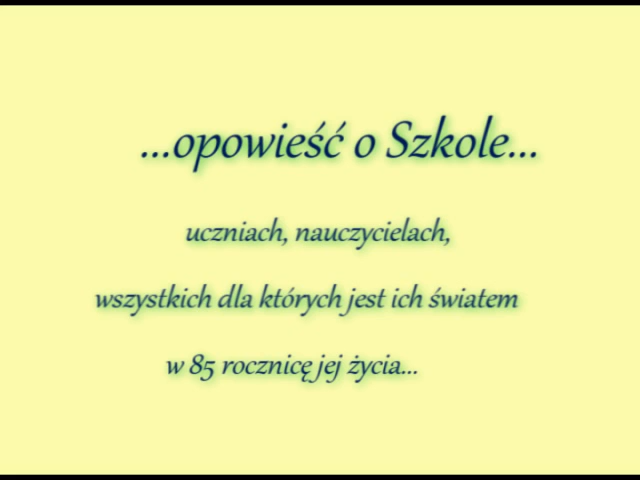 ...opowieść o Szkole...
uczniach, nauczycielach,
wszystkich dla których jest ich światem
w 85 rocznicę jej życia...